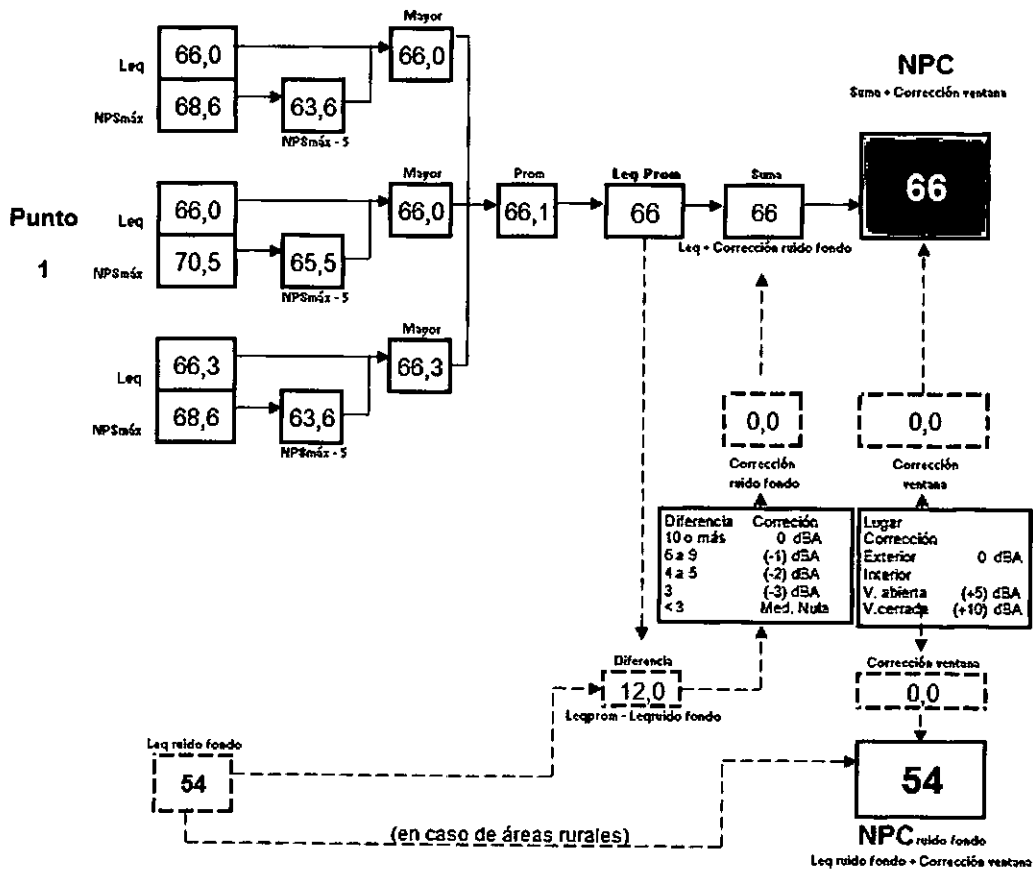 Mayor
Leq 66,0 66,0
NPSmáx 68,6 63,6
NPSmáx - 5
NPC
Suma + Corrección ventana
66
Punto
1
Mayor
Leq 66,0 66,0
NPSmáx 70,5 65,5
NPSmáx - 5
Prom
66,1
Leq Prom
66
Suma
66
Leq + Corrección ruido fondo
Mayor
Leq 66,3 66,3
NPSmáx 68,6 63,6
NPSmáx - 5
0,0
Corrección
ruido fondo
0,0
Corrección
ventana
Diferencia Correción
10 o más 0 dBA
6 a 9 (-1) dBA
4 a 5 (-2) dBA
3 (-3) dBA
< 3 Med. Nula
Lugar
Corrección
Exterior 0 dBA
Interior
V. abierta (+5) dBA
V.cerrada (+10) dBA
Diferencia
12,0
Leqprom - Leqruido fondo
Corrección ventana
0,0
Leq ruido fondo
54
(en caso de áreas rurales)
54
NPC ruido fondo
Leq ruido fondo + Corrección ventana